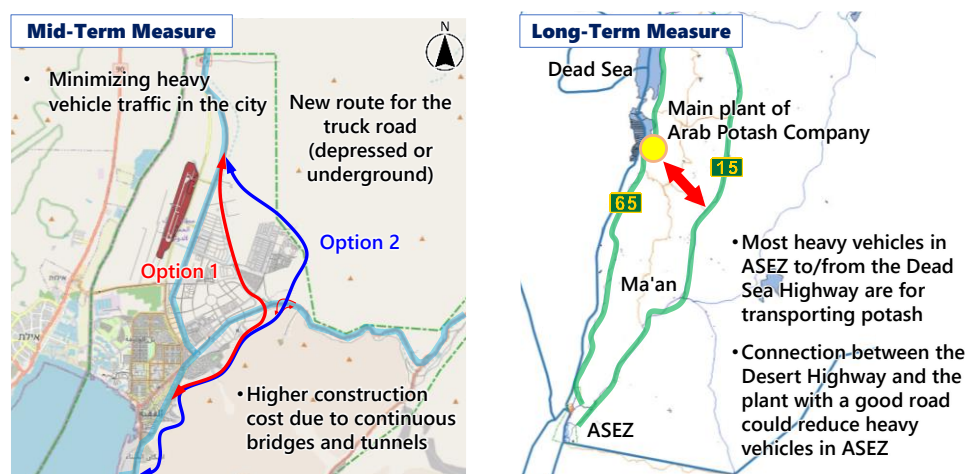 Mid-Term Measure
N
• Minimizing heavy
vehicle traffic in the city
New route for the
truck road
(depressed or
underground)
Option 2
Option 1
אילת
• Higher construction
cost due to continuous
bridges and tunnels
Long-Term Measure
Dead Sea
Main plant of
Arab Potash Company
15
65
Ma'an
• Most heavy vehicles in
ASEZ to/from the Dead
Sea Highway are for
transporting potash
• Connection between the
Desert Highway and the
plant with a good road
could reduce heavy
vehicles in ASEZ
ASEZ